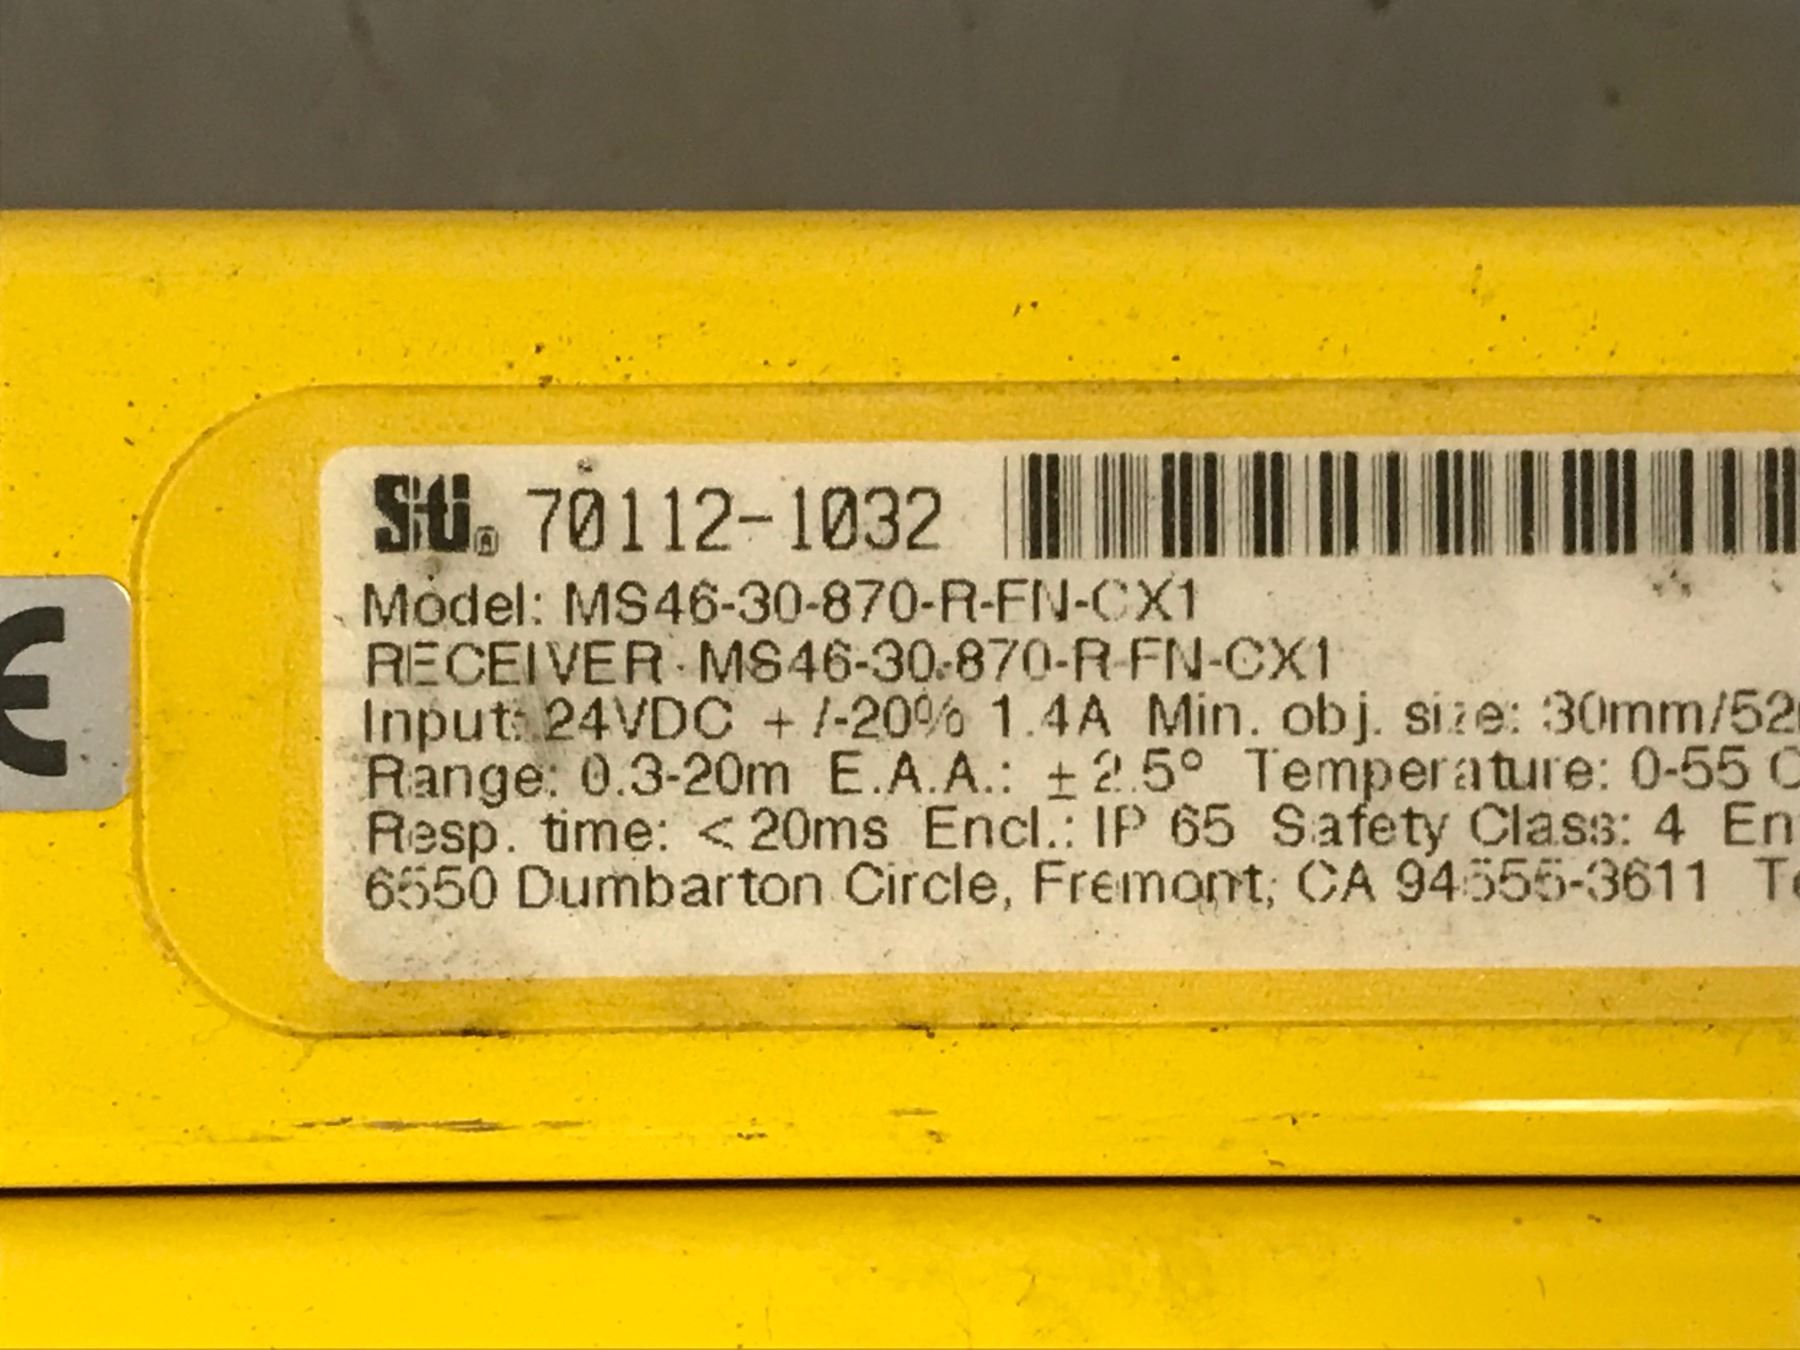 Sti® 70112-1032
Model: MS46-30-870-R-FN-CX1
RECEIVER: MS46-30-870-R-FN-CX1
Input: 24VDC +/-20% 1.4A Min. obj. size: 30mm/52
Range: 0.3-20m E.A.A.: ±2.5° Temperature: 0-55 C
Resp. time: <20ms Encl.: IP 65 Safety Class: 4
6550 Dumbarton Circle, Fremont, CA 94555-3611
CE